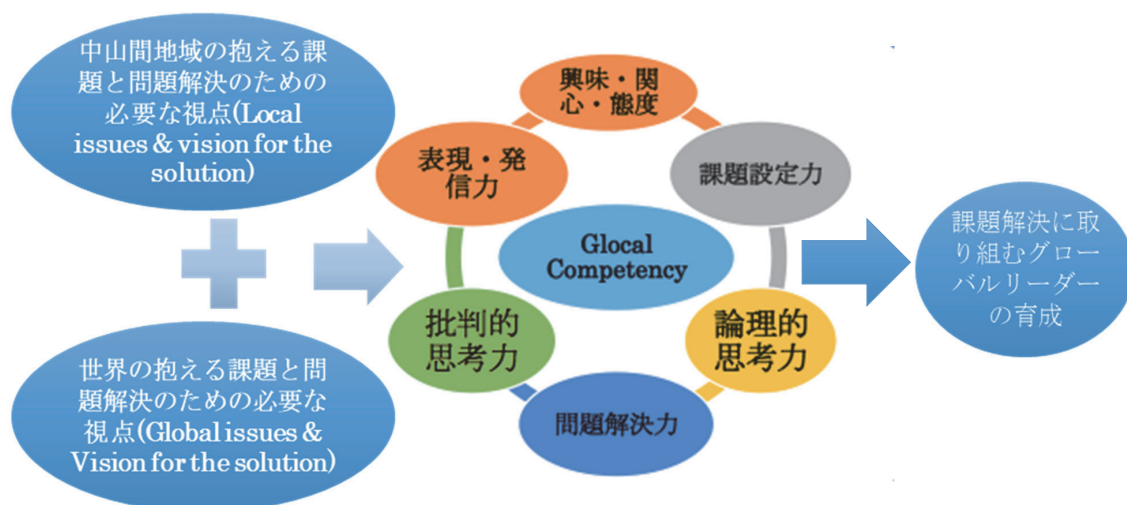 中山間地域の抱える課
題と問題解決のための
必要な視点(Local
issues & vision for the
solution)
世界の抱える課題と問
題解決のための必要な
視点(Global issues &
Vision for the solution)
興味・関
心・態度
課題設定力
論理的
思考力
問題解決力
批判的
思考力
表現・発
信力
Glocal
Competency
課題解決に取
り組むグロー
バルリーダー
の育成